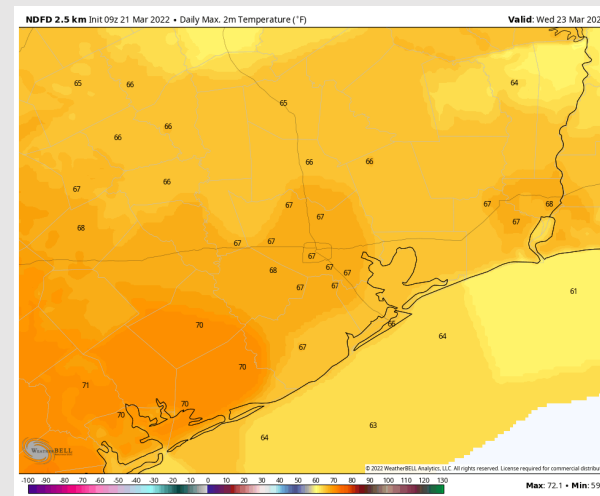 NDFD 2.5 km Init 09z 21 Mar 2022 • Daily Max. 2m Temperature (°F) Valid: Wed 23 Mar 202
65 66 64
65
66 66
66 66
67 66 67 68
67 67 67
68 67 67
67
68 67 67
67 67 61
70 66 64
67
70
71
70 70
63
64
WeatherBELL
© 2022 WeatherBELL Analytics, LLC. All rights reserved. License required for commercial distribu
-100 -90 -80 -70 -60 -50 -40 -30 -20 -10 0 10 20 30 40 50 60 70 80 90 100 110 120 130
Max: 72.1 • Min: 59